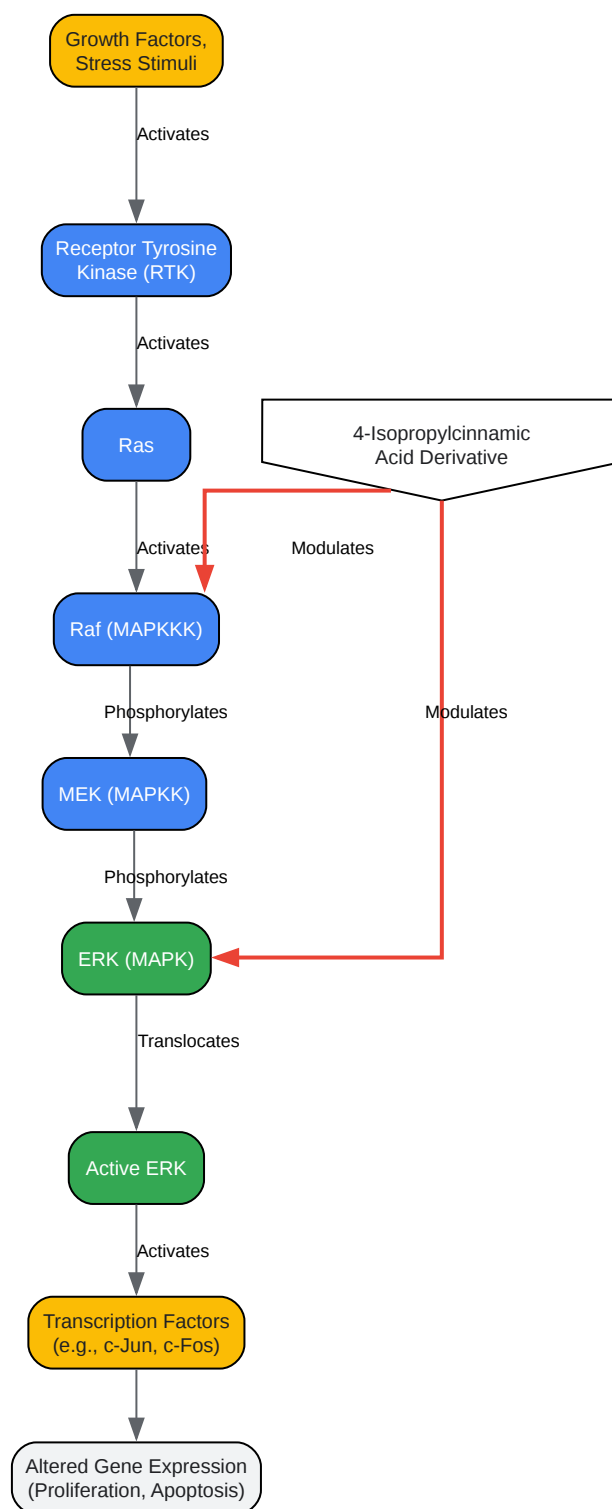 Growth Factors,
Stress Stimuli
Activates
Receptor Tyrosine
Kinase (RTK)
Activates
Ras
4-Isopropylcinnamic
Acid Derivative
Activates
Modulates
Raf (MAPKKK)
Phosphorylates
Modulates
MEK (MAPKK)
Phosphorylates
ERK (MAPK)
Translocates
Active ERK
Activates
Transcription Factors
(e.g., c-Jun, c-Fos)
Altered Gene Expression
(Proliferation, Apoptosis)